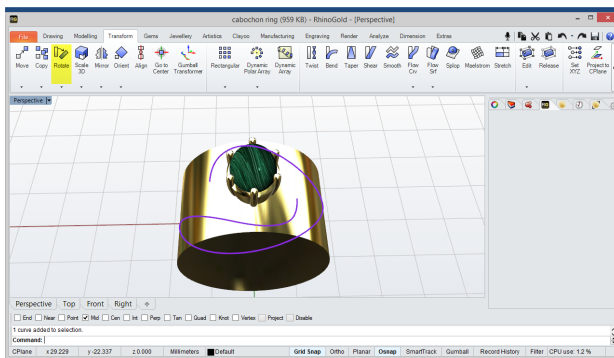 cabochon ring (959 KB) - RhinoGold - [Perspective]
File Drawing Modelling Transform Gems Jewellery Artistics Clayoo Manufacturing Engraving Render Analyze Dimension Extras
Move Copy Rotate Scale 3D Mirror Orient Align Go to Center Gumball Transformer Rectangular Dynamic Polar Array Dynamic Array Twist Bend Taper Shear Smooth Flow Crv Flow Srf Splop Maelstrom Stretch Edit Release Set XYZ Project to CPlane
Perspective
Perspective Top Front Right
End Near Point Mid Cen Int Perp Tan Quad Knot Vertex Project Disable
1 curve added to selection.
Command:
CPlane x 29.229 y -22.337 z 0.000 Millimeters Default Grid Snap Ortho Planar Osnap SmartTrack Gumball Record History Filter CPU use: 1.2 %